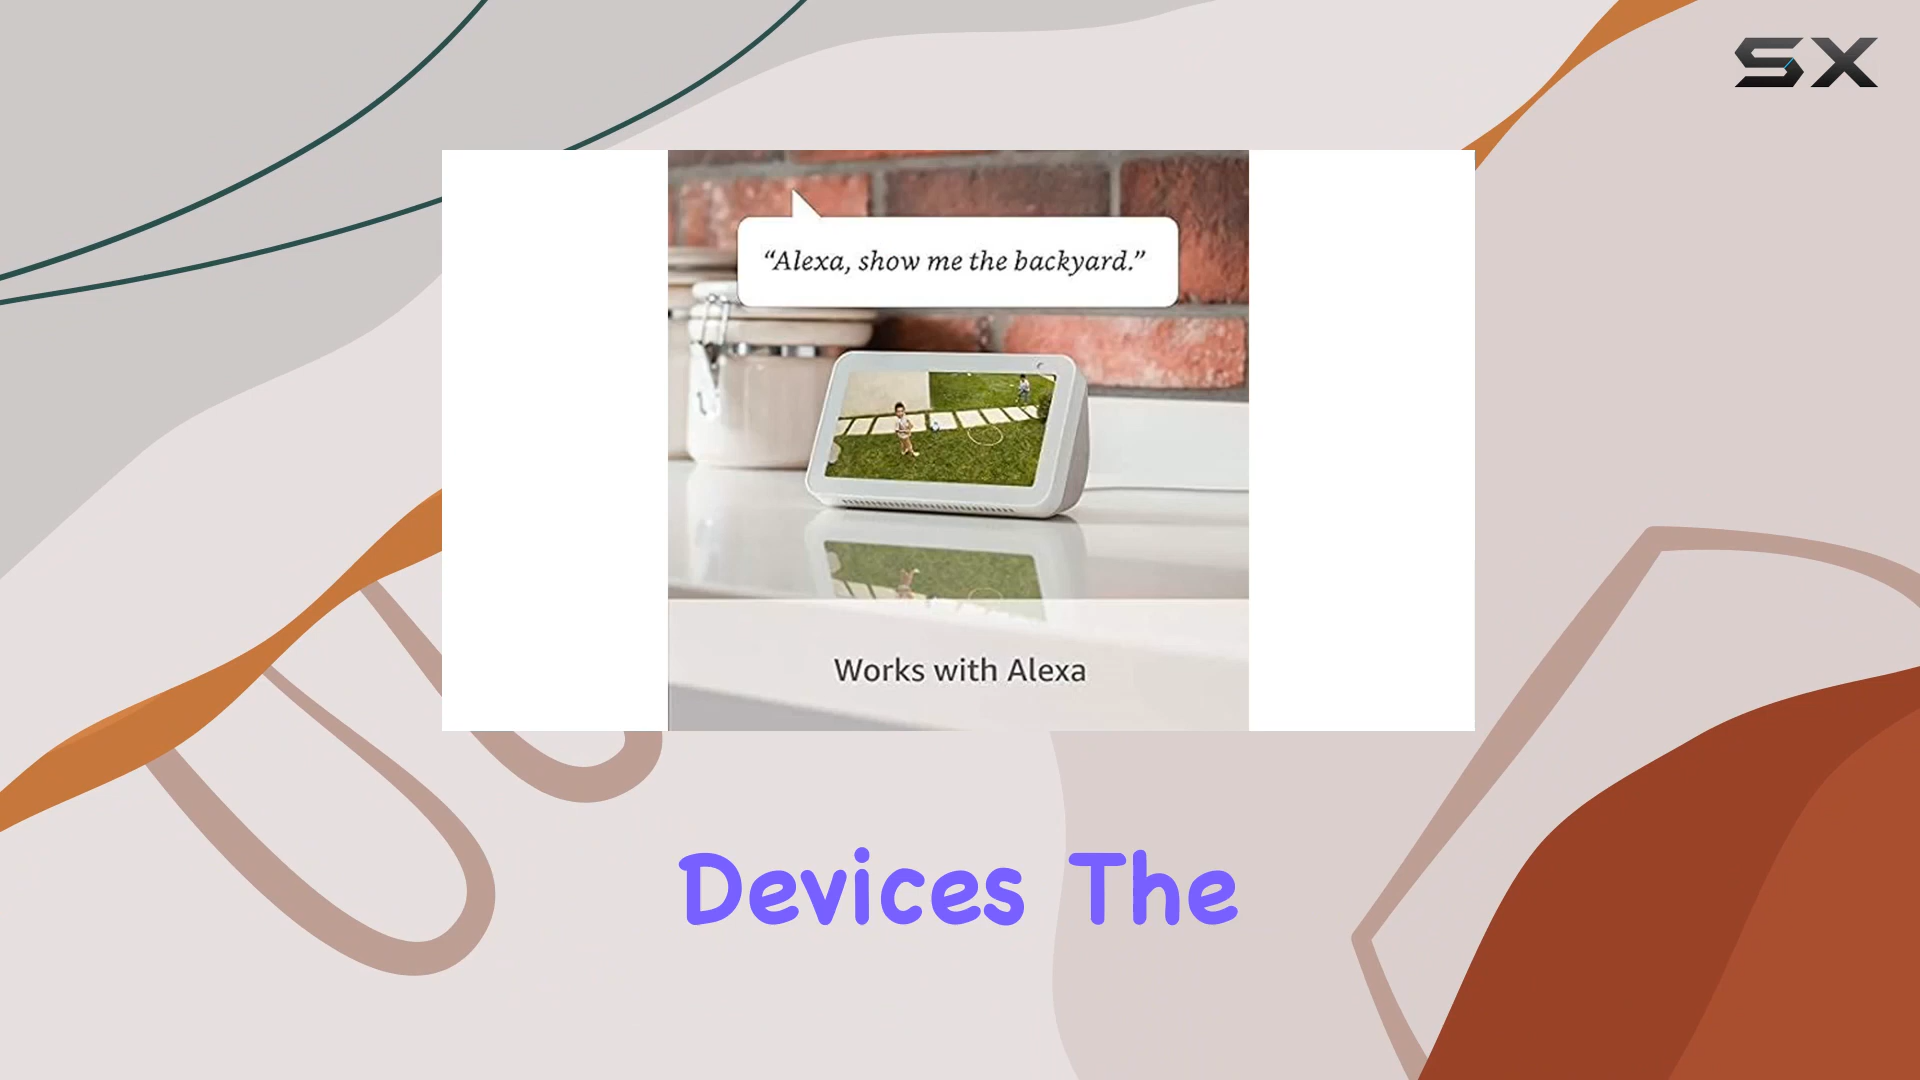 SX
“Alexa, show me the backyard.”
Works with Alexa
Devices The